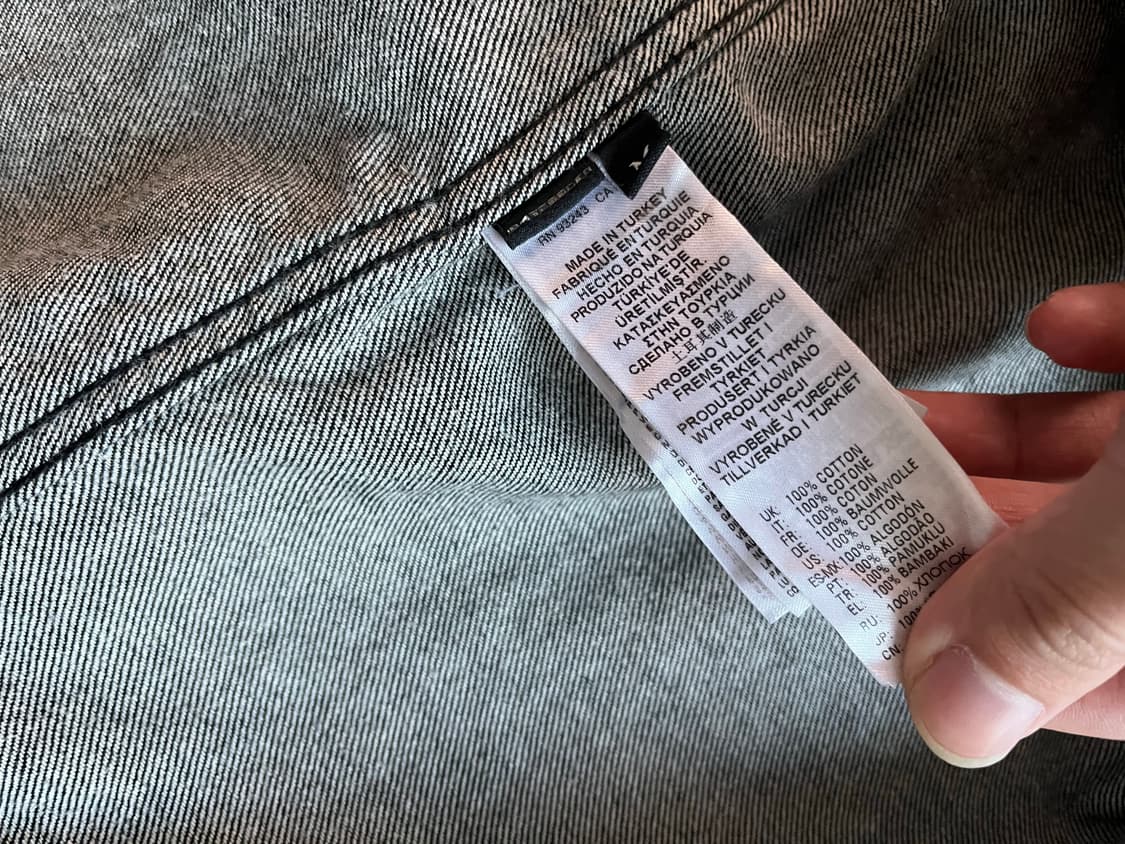 RN 93243 CA
MADE IN TURKEY
FABRIQUÉ EN TURQUIE
HECHO EN TURQUIA
PRODUZIDO NA TURQUIA
TÜRKIYE'DE
ÜRETILMIŞTIR.
ΚΑΤΑΣΚΕΥΑΣΜΕΝΟ
ΣΤΗΝ ΤΟΥΡΚΙΑ
СДЕЛАНО В ТУРЦИИ
土耳其制造
VYROBENO V TURECKU
FREMSTILLET I
TYRKIET
PRODUSERT I TYRKIA
WYPRODUKOWANO
W TURCJI
VYROBENÉ V TURECKU
TILLVERKAD I TURKIET
UK: 100% COTTON
IT: 100% COTONE
FR: 100% COTON
DE: 100% BAUMWOLLE
US: 100% COTTON
ES-MX:100% ALGODÓN
PT: 100% ALGODÃO
TR: 100% PAMUKLU
EL: 100% BAMBAKI
RU: 100% ХЛОПОК
JP: 100%
CN: